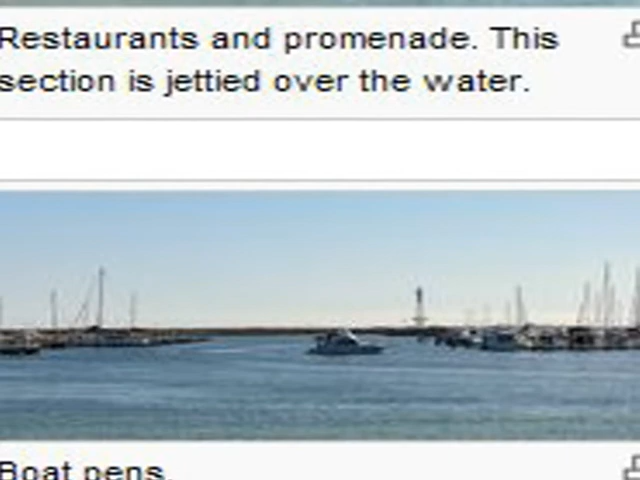 Restaurants and promenade. This
section is jettied over the water.
Boat pens.